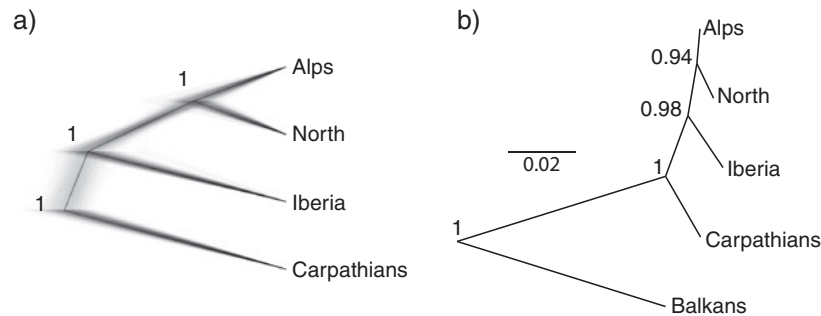 a)
1
Alps
1
North
1
Iberia
1
Carpathians
b)
Alps
0.94
North
0.98
Iberia
0.02
1
Carpathians
1
Balkans